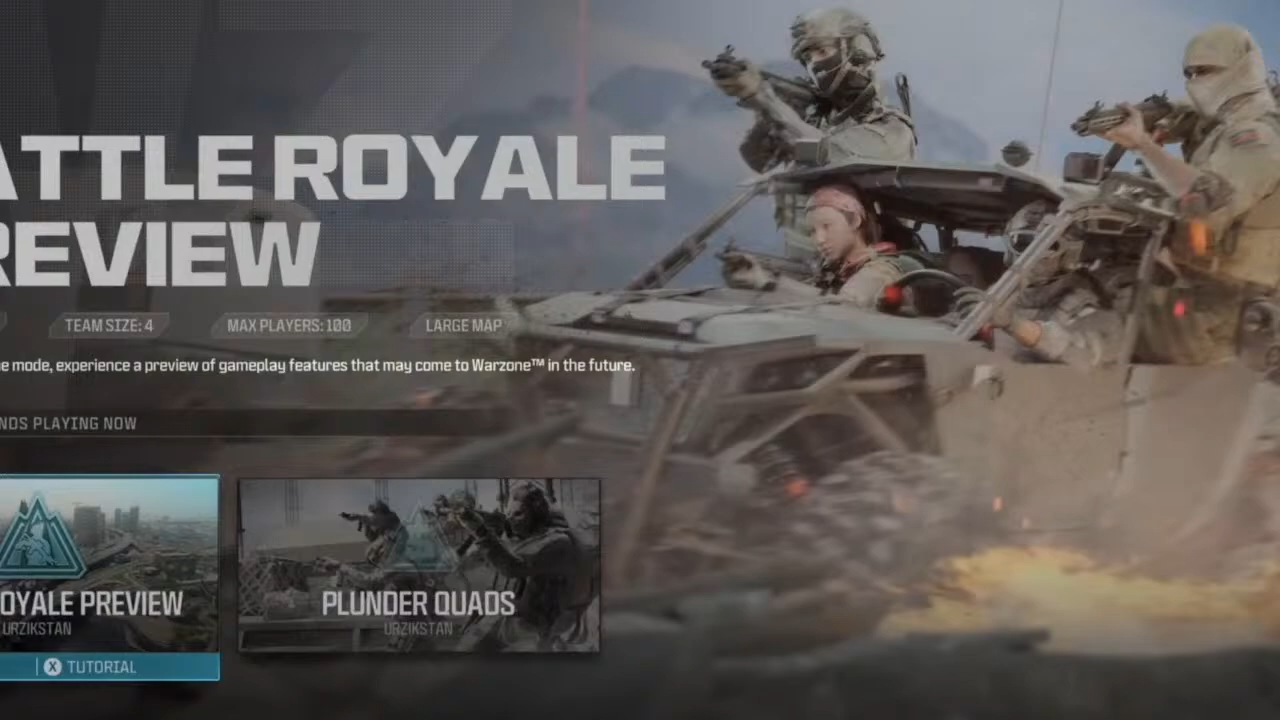 ATTLE ROYALE
REVIEW
TEAM SIZE: 4
MAX PLAYERS: 100
LARGE MAP
e mode, experience a preview of gameplay features that may come to Warzone™ in the future.
NDS PLAYING NOW
OYALE PREVIEW
URZIKSTAN
X TUTORIAL
PLUNDER QUADS
URZIKSTAN